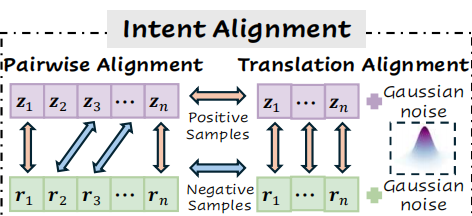 Intent Alignment
Pairwise Alignment
Translation Alignment
z₁ z₂ z₃ ⋯ zₙ
Positive
Samples
z₁ ⋯ zₙ
Gaussian
noise
r₁ r₂ r₃ ⋯ rₙ
Negative
Samples
r₁ ⋯ rₙ
Gaussian
noise